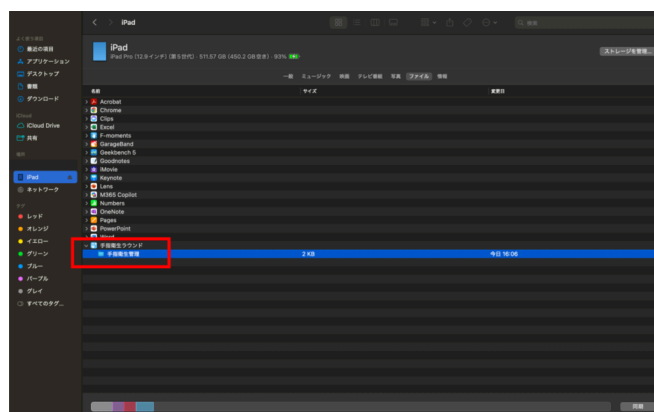 iPad
検索
よく使う項目
最近の項目
アプリケーション
デスクトップ
書類
ダウンロード
iCloud
iCloud Drive
共有
場所
iPad
ネットワーク
タグ
レッド
オレンジ
イエロー
グリーン
ブルー
パープル
グレイ
すべてのタグ...
iPad
iPad Pro (12.9インチ) (第5世代) · 511.57 GB (450.2 GB空き) · 93%
ストレージを管理...
一般 ミュージック 映画 テレビ番組 写真 ファイル 情報
名前 サイズ 変更日
Acrobat
Chrome
Clips
Excel
F-moments
GarageBand
Geekbench 5
Goodnotes
iMovie
Keynote
Lens
M365 Copilot
Numbers
OneNote
Pages
PowerPoint
Word
手指衛生ラウンド
手指衛生管理 2 KB 今日 16:06
同期